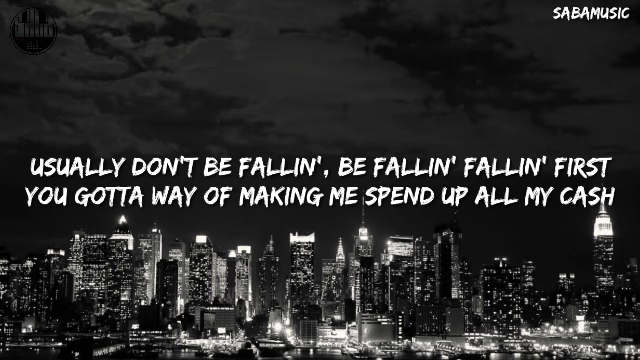 SABAMUSIC
USUALLY DON'T BE FALLIN', BE FALLIN' FALLIN' FIRST
YOU GOTTA WAY OF MAKING ME SPEND UP ALL MY CASH